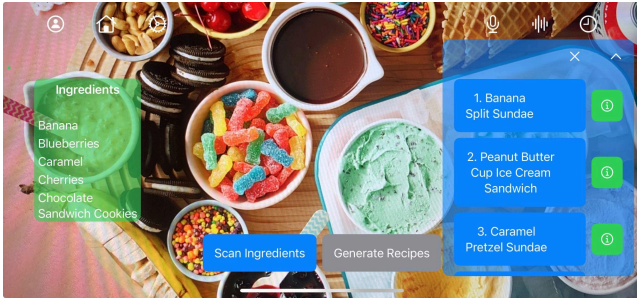 Ingredients
Banana
Blueberries
Caramel
Cherries
Chocolate
Sandwich Cookies
Scan Ingredients
Generate Recipes
1. Banana
Split Sundae
2. Peanut Butter
Cup Ice Cream
Sandwich
3. Caramel
Pretzel Sundae